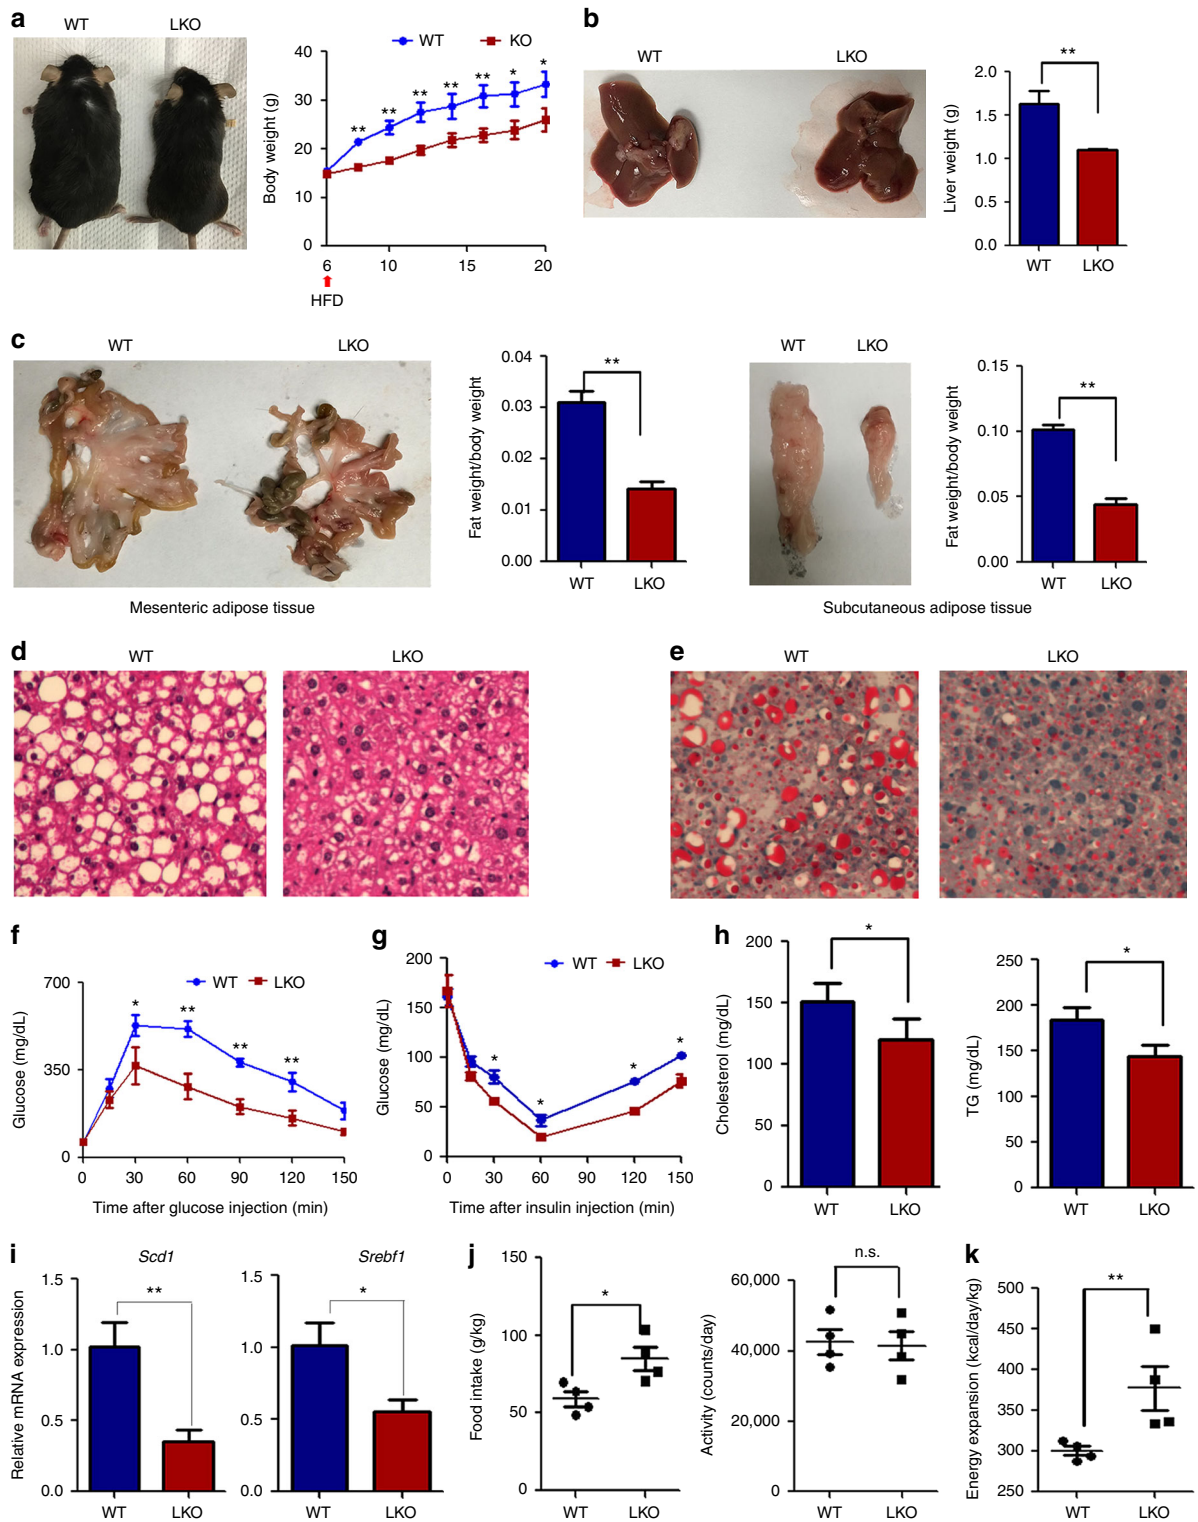 a
WT LKO
WT KO
Body weight (g)
40
30
20
10
0
** ** ** ** ** * *
6 10 15 20
HFD
b
WT LKO
Liver weight (g)
2.0
1.5
1.0
0.5
0.0
**
WT LKO
c
WT LKO
Mesenteric adipose tissue
Fat weight/body weight
0.04
0.03
0.02
0.01
0.00
**
WT LKO
WT LKO
Subcutaneous adipose tissue
Fat weight/body weight
0.15
0.10
0.05
0.00
**
WT LKO
d
WT LKO
e
WT LKO
f
WT LKO
Glucose (mg/dL)
700
350
0
* ** ** **
0 30 60 90 120 150
Time after glucose injection (min)
g
WT LKO
Glucose (mg/dL)
200
150
100
50
0
* * * *
0 30 60 90 120 150
Time after insulin injection (min)
h
Cholesterol (mg/dL)
200
150
100
50
0
*
WT LKO
TG (mg/dL)
250
200
150
100
50
0
*
WT LKO
i
Scd1
Relative mRNA expression
1.5
1.0
0.5
0.0
**
WT LKO
Srebf1
1.5
1.0
0.5
0.0
*
WT LKO
j
Food intake (g/kg)
150
100
50
0
*
WT LKO
Activity (counts/day)
60,000
40,000
20,000
0
n.s.
WT LKO
k
Energy expansion (kcal/day/kg)
500
450
400
350
300
250
**
WT LKO